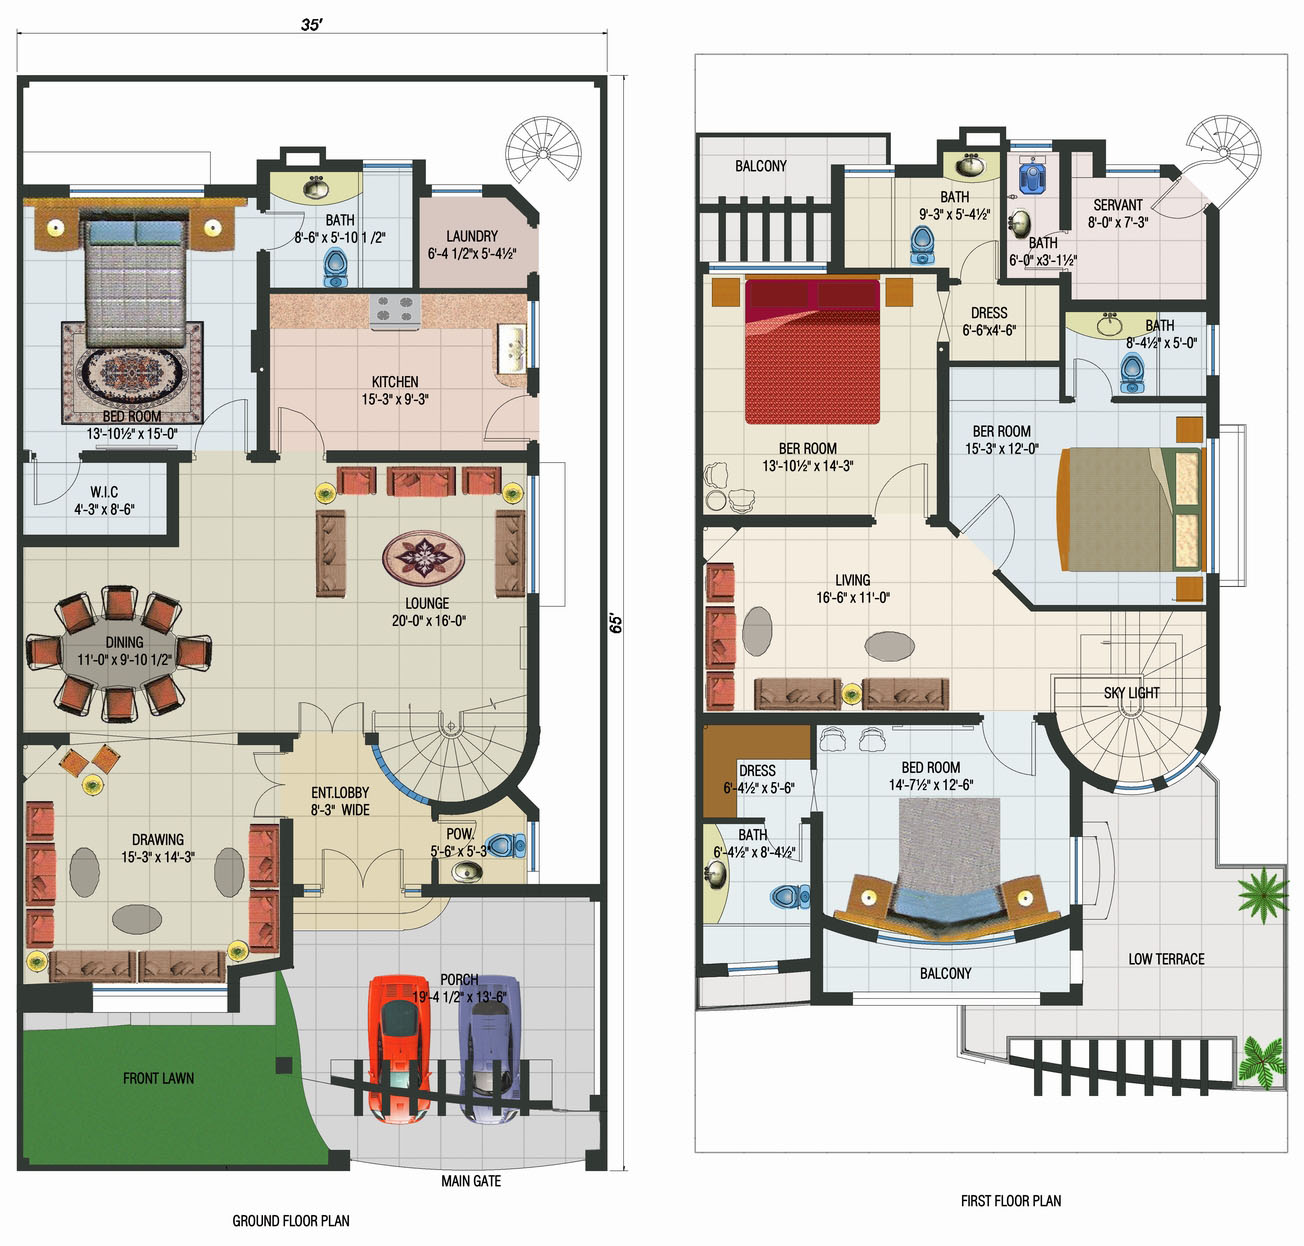 35'
65'
BATH
8'-6" x 5'-10 1/2"
LAUNDRY
6'-4 1/2"x 5'-4½"
KITCHEN
15'-3" x 9'-3"
BED ROOM
13'-10½" x 15'-0"
W.I.C
4'-3" x 8'-6"
LOUNGE
20'-0" x 16'-0"
DINING
11'-0" x 9'-10 1/2"
ENT.LOBBY
8'-3" WIDE
POW.
5'-6" x 5'-3"
DRAWING
15'-3" x 14'-3"
PORCH
19'-4 1/2" x 13'-6"
FRONT LAWN
MAIN GATE
GROUND FLOOR PLAN
BALCONY
BATH
9'-3" x 5'-4½"
BATH
6'-0" x3'-1½"
SERVANT
8'-0" x 7'-3"
DRESS
6'-6"x4'-6"
BATH
8'-4½" x 5'-0"
BER ROOM
13'-10½" x 14'-3"
BER ROOM
15'-3" x 12'-0"
LIVING
16'-6" x 11'-0"
SKY LIGHT
DRESS
6'-4½" x 5'-6"
BED ROOM
14'-7½" x 12'-6"
BATH
6'-4½" x 8'-4½"
BALCONY
LOW TERRACE
FIRST FLOOR PLAN